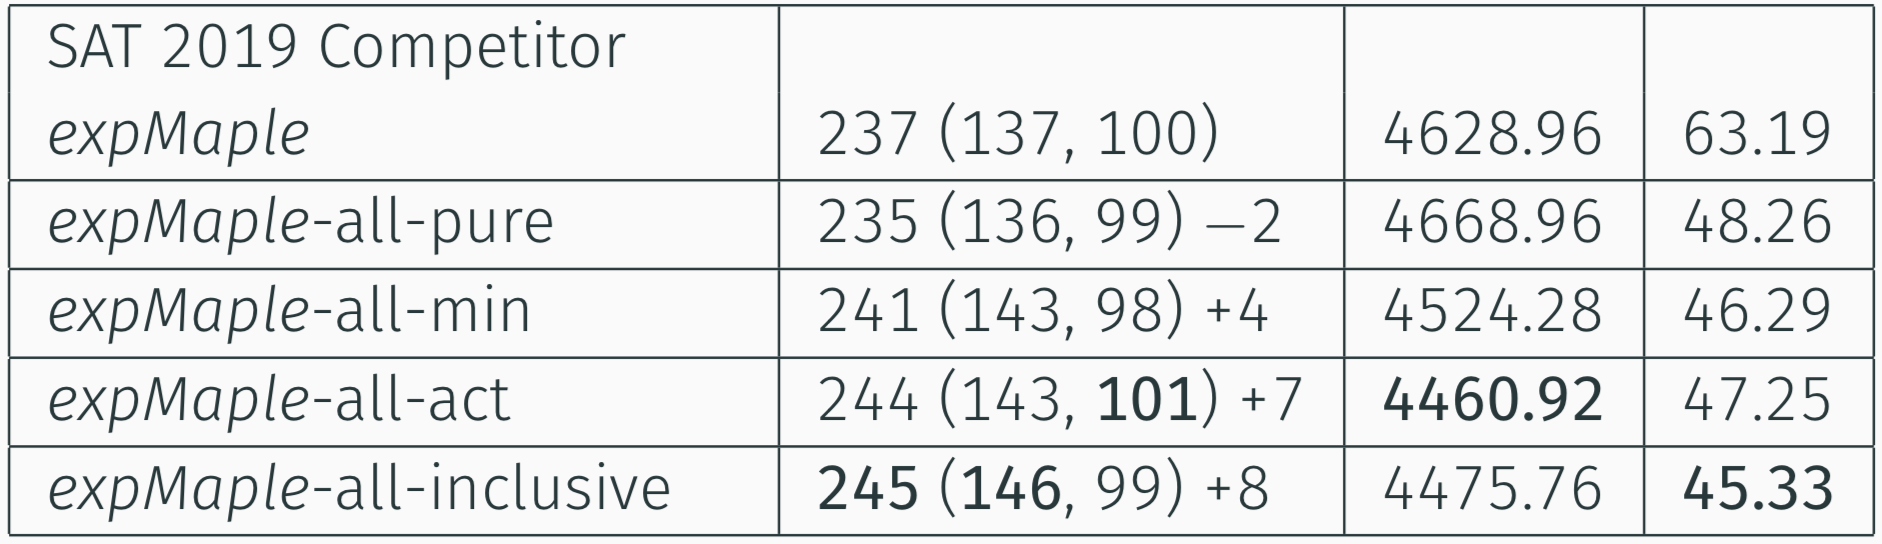 SAT 2019 Competitor
expMaple 237 (137, 100) 4628.96 63.19
expMaple-all-pure 235 (136, 99) −2 4668.96 48.26
expMaple-all-min 241 (143, 98) +4 4524.28 46.29
expMaple-all-act 244 (143, 101) +7 4460.92 47.25
expMaple-all-inclusive 245 (146, 99) +8 4475.76 45.33